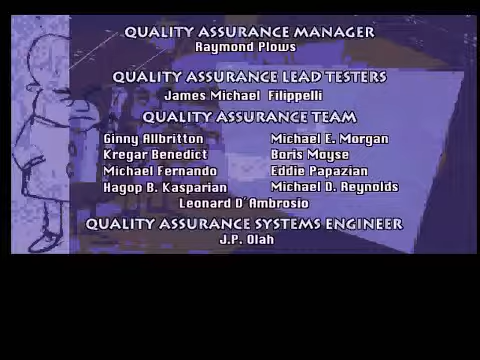 QUALITY ASSURANCE MANAGER
Raymond Plows
QUALITY ASSURANCE LEAD TESTERS
James Michael Filippelli
QUALITY ASSURANCE TEAM
Ginny Allbritton Michael E. Morgan
Kregar Benedict Boris Moyse
Michael Fernando Eddie Papazian
Hagop B. Kasparian Michael D. Reynolds
Leonard D'Ambrosio
QUALITY ASSURANCE SYSTEMS ENGINEER
J.P. Olah